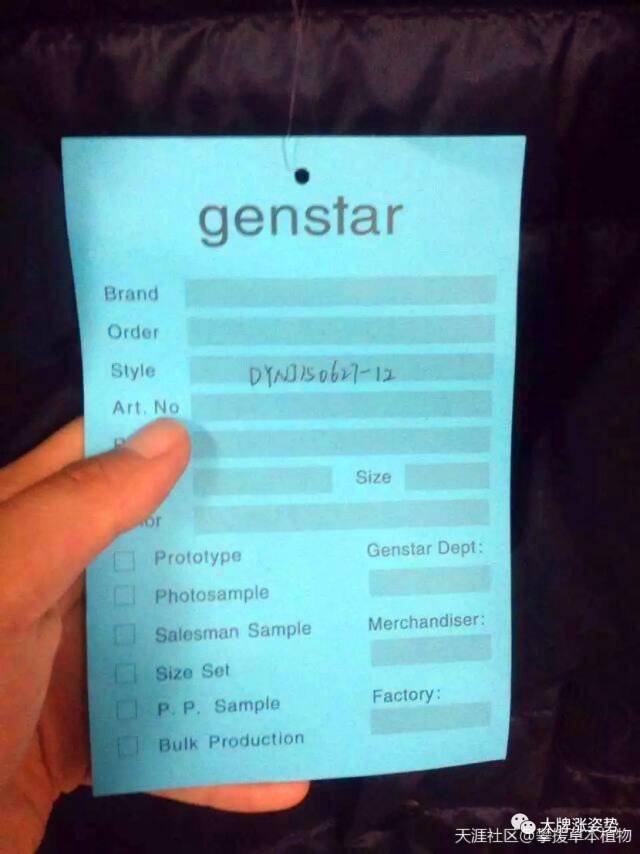 genstar
Brand
Order
Style DYNJ150627-12
Art. No
Size
Prototype
Genstar Dept:
Photosample
Salesman Sample
Merchandiser:
Size Set
P. P. Sample
Factory:
Bulk Production
大牌涨姿势
天涯社区@攀援草本植物